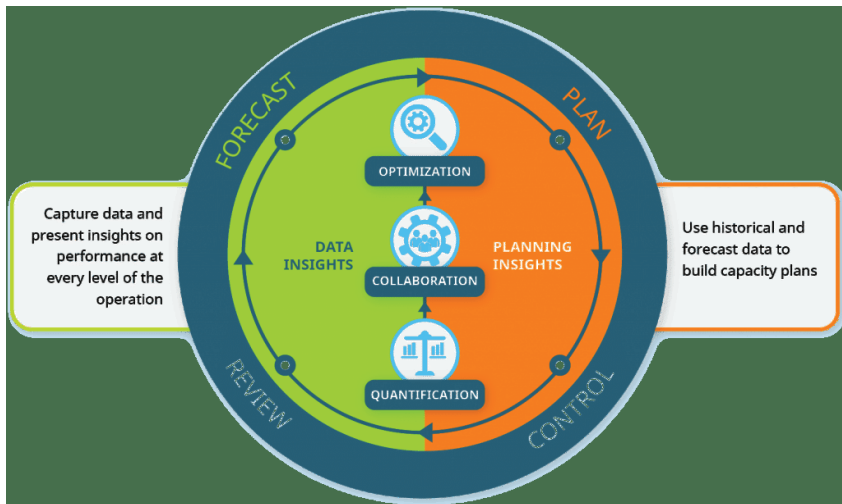 FORECAST
PLAN
OPTIMIZATION
Capture data and
present insights on
performance at
every level of the
operation
DATA
INSIGHTS
PLANNING
INSIGHTS
COLLABORATION
Use historical and
forecast data to
build capacity plans
QUANTIFICATION
REVIEW
CONTROL